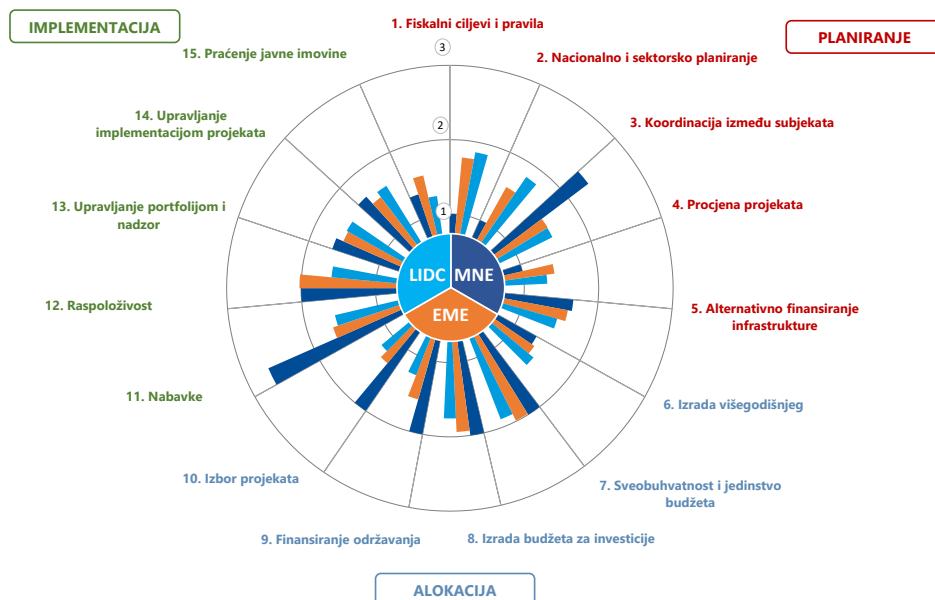 IMPLEMENTACIJA
PLANIRANJE
1. Fiskalni ciljevi i pravila
2. Nacionalno i sektorsko planiranje
3. Koordinacija između subjekata
4. Procjena projekata
5. Alternativno finansiranje
infrastrukture
6. Izrada višegodišnjeg
7. Sveobuhvatnost i jedinstvo
budžeta
8. Izrada budžeta za investicije
9. Finansiranje održavanja
10. Izbor projekata
11. Nabavke
12. Raspoloživost
13. Upravljanje portfolijom i
nadzor
14. Upravljanje
implementacijom projekata
15. Praćenje javne imovine
3
2
1
LIDC
MNE
EME
ALOKACIJA